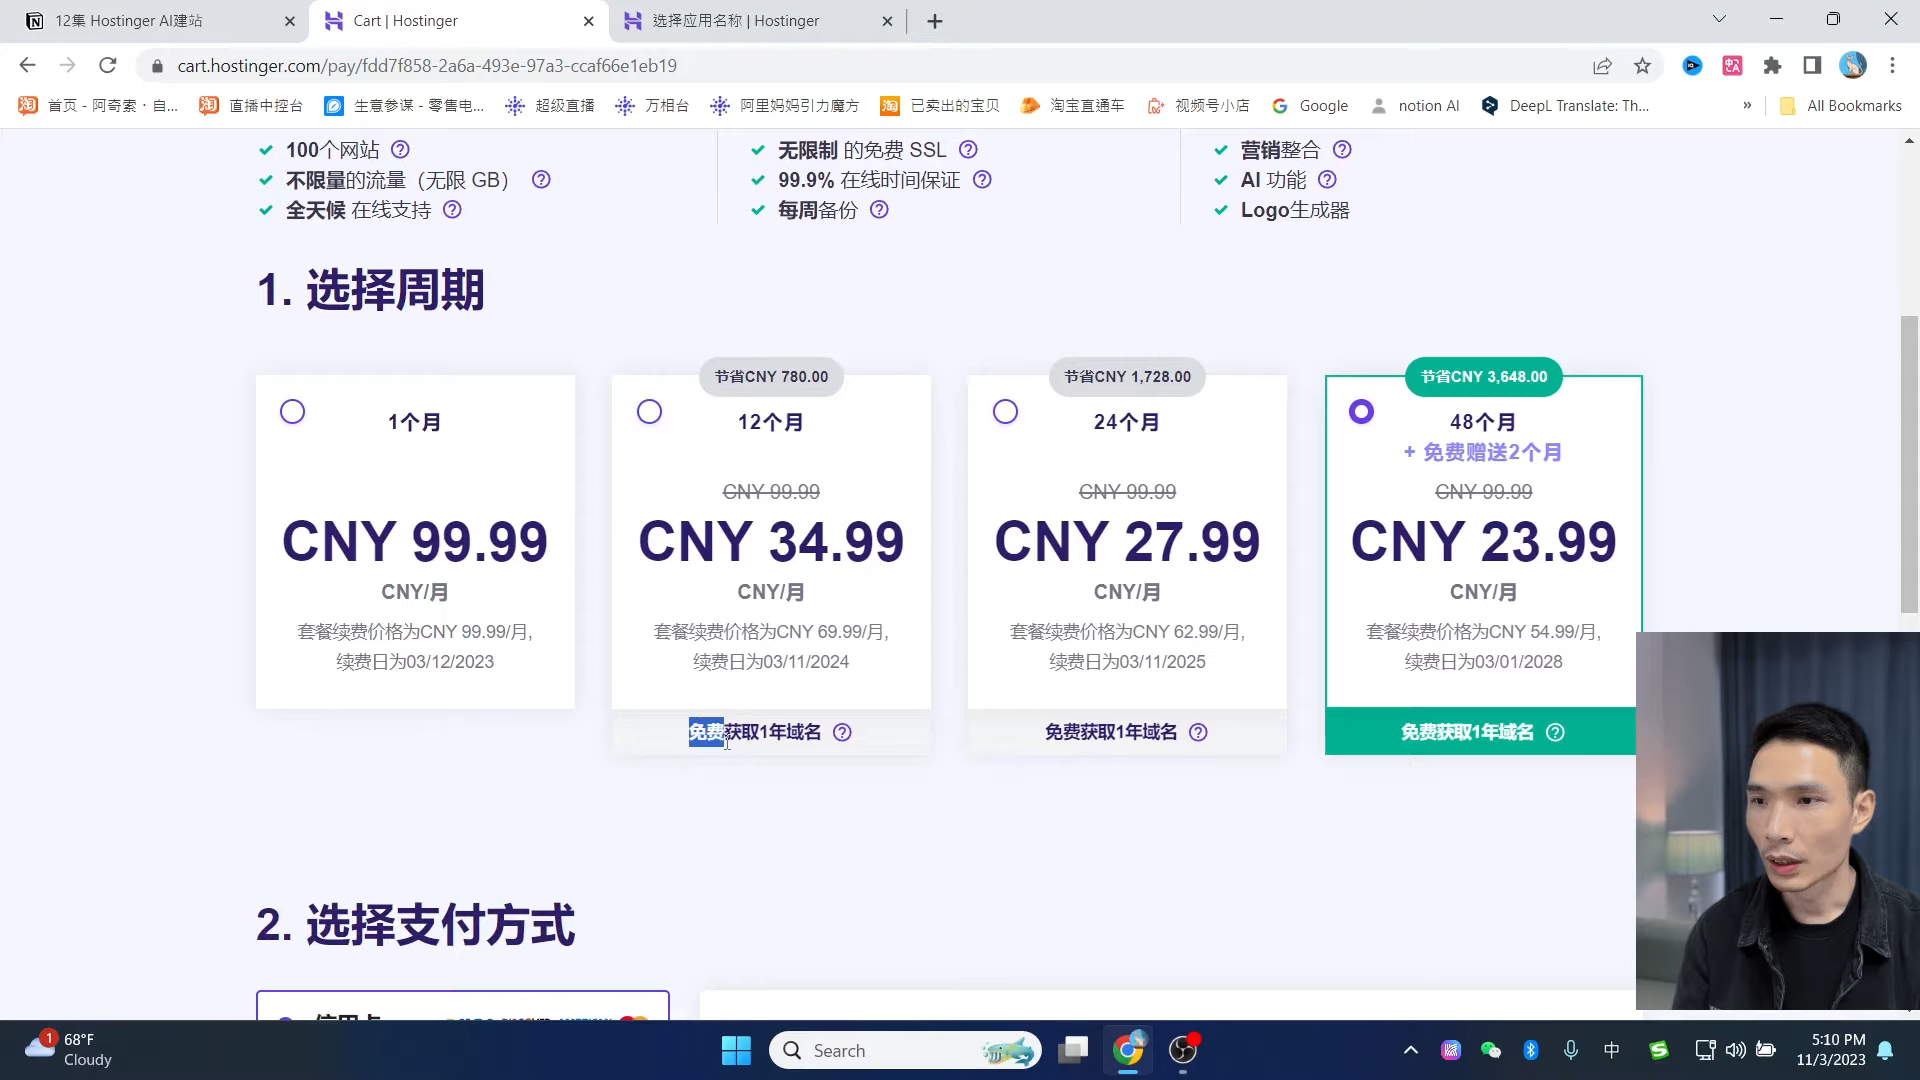 12集 Hostinger AI建站
Cart | Hostinger
选择应用名称 | Hostinger
cart.hostinger.com/pay/fdd7f858-2a6a-493e-97a3-ccaf66e1eb19
首页 - 阿奇索 · 自...
直播中控台
生意参谋 - 零售电...
超级直播
万相台
阿里妈妈引力魔方
已卖出的宝贝
淘宝直通车
视频号小店
Google
notion AI
DeepL Translate: Th...
»
All Bookmarks
100个网站
不限量的流量（无限 GB）
全天候 在线支持
无限制 的免费 SSL
99.9% 在线时间保证
每周备份
营销整合
AI 功能
Logo生成器
1. 选择周期
1个月
CNY 99.99
CNY/月
套餐续费价格为CNY 99.99/月,
续费日为03/12/2023
节省CNY 780.00
12个月
CNY 99.99
CNY 34.99
CNY/月
套餐续费价格为CNY 69.99/月,
续费日为03/11/2024
免费获取1年域名
节省CNY 1,728.00
24个月
CNY 99.99
CNY 27.99
CNY/月
套餐续费价格为CNY 62.99/月,
续费日为03/11/2025
免费获取1年域名
节省CNY 3,648.00
48个月
+ 免费赠送2个月
CNY 99.99
CNY 23.99
CNY/月
套餐续费价格为CNY 54.99/月,
续费日为03/01/2028
免费获取1年域名
2. 选择支付方式
信用卡
1
68°F
Cloudy
Search
中
5:10 PM
11/3/2023